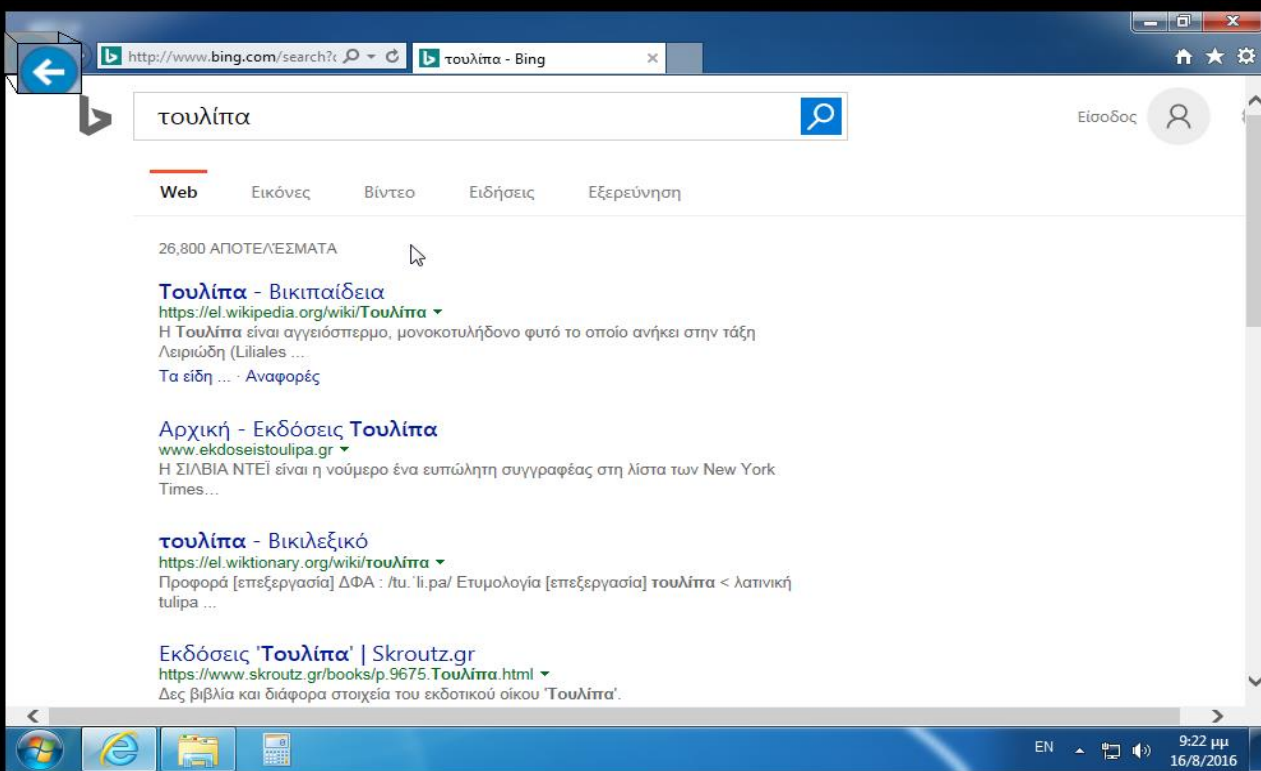 http://www.bing.com/search?c
τουλίπα - Bing
τουλίπα
Είσοδος
Web Εικόνες Βίντεο Ειδήσεις Εξερεύνηση
26,800 ΑΠΟΤΕΛΈΣΜΑΤΑ
Τουλίπα - Βικιπαίδεια
https://el.wikipedia.org/wiki/Τουλίπα
Η Τουλίπα είναι αγγειόσπερμο, μονοκοτυλήδονο φυτό το οποίο ανήκει στην τάξη
Λειριώδη (Liliales ...
Τα είδη ... · Αναφορές
Αρχική - Εκδόσεις Τουλίπα
www.ekdoseistoulipa.gr
Η ΣΙΛΒΙΑ ΝΤΕΪ είναι η νούμερο ένα ευπώλητη συγγραφέας στη λίστα των New York
Times...
τουλίπα - Βικιλεξικό
https://el.wiktionary.org/wiki/τουλίπα
Προφορά [επεξεργασία] ΔΦΑ : /tu.ˈli.pa/ Ετυμολογία [επεξεργασία] τουλίπα < λατινική
tulipa ...
Εκδόσεις 'Τουλίπα' | Skroutz.gr
https://www.skroutz.gr/books/p.9675.Τουλίπα.html
Δες βιβλία και διάφορα στοιχεία του εκδοτικού οίκου 'Τουλίπα'.
EN
9:22 μμ
16/8/2016